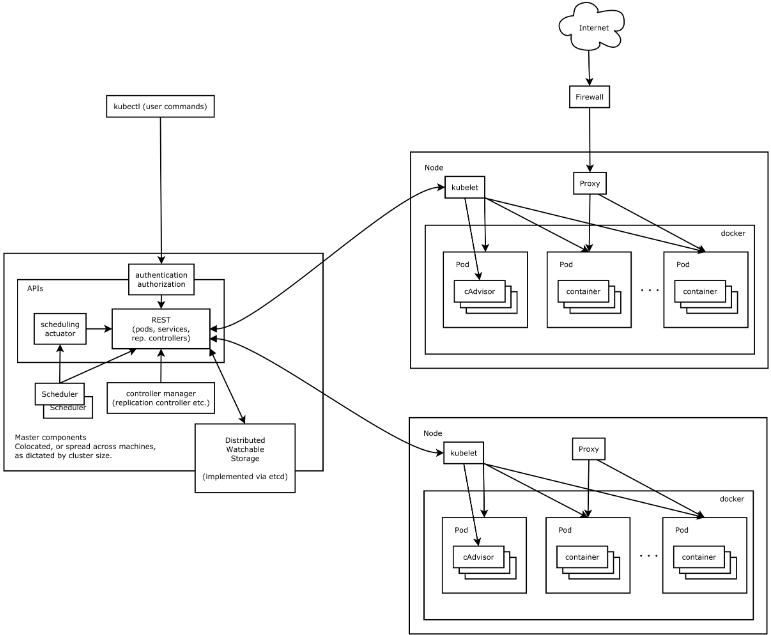 Internet
kubectl (user commands)
Firewall
Node
kubelet
Proxy
docker
authentication
authorization
APIs
Pod
Pod
Pod
cAdvisor
container
. . .
container
REST
(pods, services,
rep. controllers)
scheduling
actuator
Scheduler
Scheduler
controller manager
(replication controller etc.)
Master components
Colocated, or spread across machines,
as dictated by cluster size.
Distributed
Watchable
Storage
(implemented via etcd)
Node
kubelet
Proxy
docker
Pod
Pod
Pod
cAdvisor
container
. . .
container